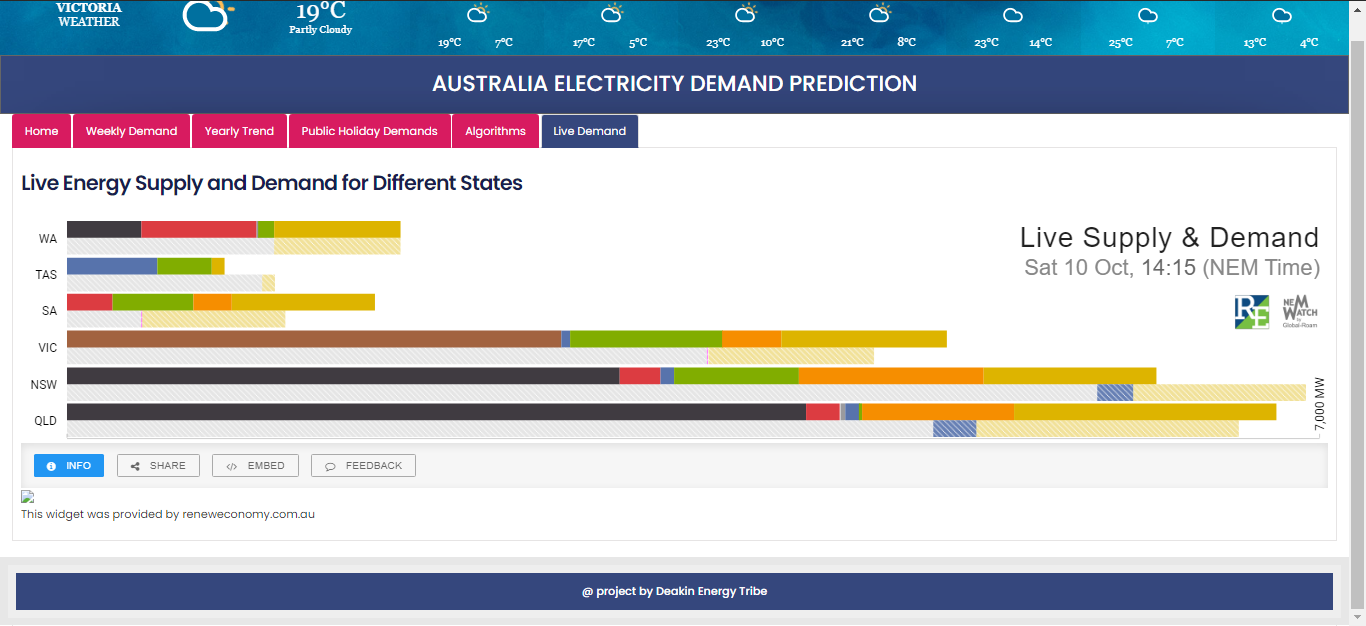 VICTORIA
WEATHER
19°C
Partly Cloudy
19°C 7°C 17°C 5°C 23°C 10°C 21°C 8°C 23°C 14°C 25°C 7°C 13°C 4°C
AUSTRALIA ELECTRICITY DEMAND PREDICTION
Home Weekly Demand Yearly Trend Public Holiday Demands Algorithms Live Demand
Live Energy Supply and Demand for Different States
Live Supply & Demand
Sat 10 Oct, 14:15 (NEM Time)
RE
NEM
WATCH
by
Global-Roam
WA
TAS
SA
VIC
NSW
QLD
7,000 MW
INFO SHARE EMBED FEEDBACK
This widget was provided by reneweconomy.com.au
@ project by Deakin Energy Tribe